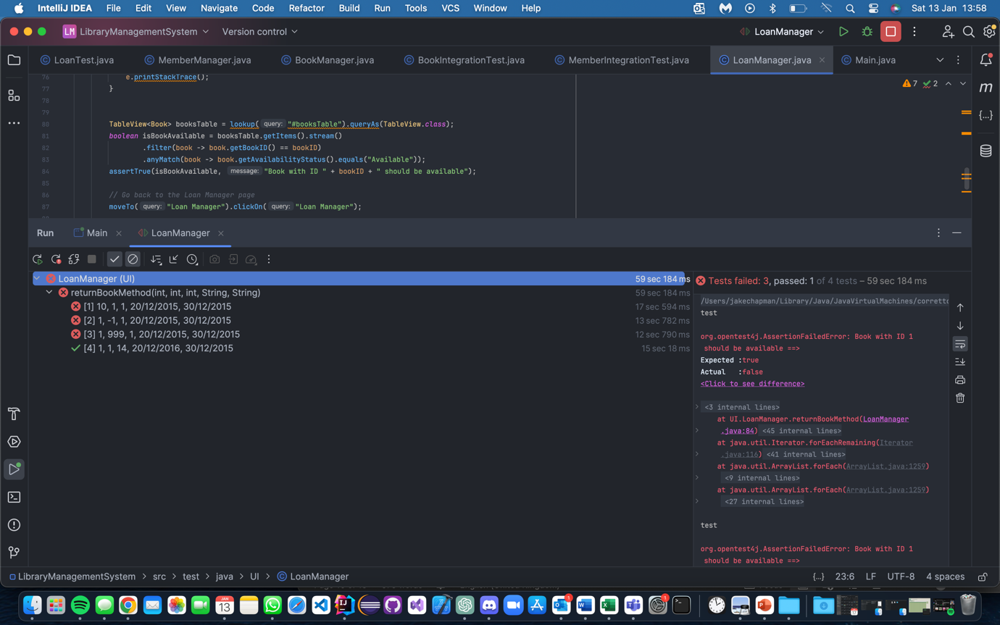 IntelliJ IDEA File Edit View Navigate Code Refactor Build Run Tools VCS Window Help Sat 13 Jan 13:58
LM LibraryManagementSystem Version control LoanManager
LoanTest.java MemberManager.java BookManager.java BookIntegrationTest.java MemberIntegrationTest.java LoanManager.java Main.java
76 e.printStackTrace();
7 2
77 }
78
79
80 TableView<Book> booksTable = lookup( query: "#booksTable").queryAs(TableView.class);
81 boolean isBookAvailable = booksTable.getItems().stream()
82 .filter(book -> book.getBookID() == bookID)
83 .anyMatch(book -> book.getAvailabilityStatus().equals("Available"));
84 assertTrue(isBookAvailable, message: "Book with ID " + bookID + " should be available");
85
86 // Go back to the Loan Manager page
87 moveTo( query: "Loan Manager").clickOn( query: "Loan Manager");
Run Main LoanManager
LoanManager (UI) 59 sec 184 ms
returnBookMethod(int, int, int, String, String) 59 sec 184 ms
[1] 10, 1, 1, 20/12/2015, 30/12/2015 17 sec 594 ms
[2] 1, -1, 1, 20/12/2015, 30/12/2015 13 sec 782 ms
[3] 1, 999, 1, 20/12/2015, 30/12/2015 12 sec 790 ms
[4] 1, 1, 14, 20/12/2016, 30/12/2015 15 sec 18 ms
Tests failed: 3, passed: 1 of 4 tests – 59 sec 184 ms
/Users/jakechapman/Library/Java/JavaVirtualMachines/corretto
test
org.opentest4j.AssertionFailedError: Book with ID 1
should be available ==>
Expected :true
Actual :false
<Click to see difference>
<3 internal lines>
at UI.LoanManager.returnBookMethod(LoanManager
.java:84) <45 internal lines>
at java.util.Iterator.forEachRemaining(Iterator
.java:116) <41 internal lines>
at java.util.ArrayList.forEach(ArrayList.java:1259)
<9 internal lines>
at java.util.ArrayList.forEach(ArrayList.java:1259)
<27 internal lines>
test
org.opentest4j.AssertionFailedError: Book with ID 1
should be available ==>
LibraryManagementSystem > src > test > java > UI > LoanManager {...} 23:6 LF UTF-8 4 spaces
JAN
13